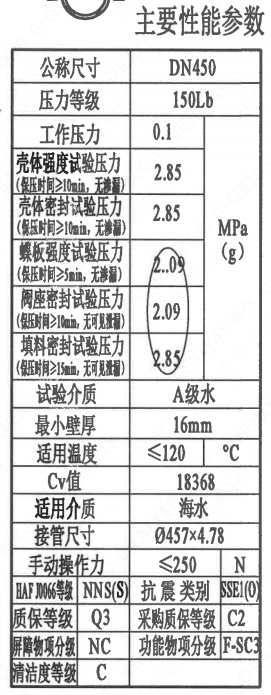 主要性能参数
公称尺寸 DN450
压力等级 150Lb
工作压力 0.1
壳体强度试验压力
(保压时间≥10min, 无渗漏) 2.85
壳体密封试验压力
(保压时间≥10min, 无渗漏) 2.85
MPa
(g)
蝶板强度试验压力
(保压时间≥5min, 无渗漏) 2..09
阀座密封试验压力
(保压时间≥10min, 无可见泄漏) 2.09
填料密封试验压力
(保压时间≥15min, 无可见泄漏) 2.85
试验介质 A级水
最小壁厚 16mm
适用温度 ≤120 °C
Cv值 18368
适用介质 海水
接管尺寸 Ø457×4.78
手动操作力 ≤250 N
HAF J0066等级 NNS(S) 抗震类别 SSE1(O)
质保等级 Q3 采购质保等级 C2
屏障物项分级 NC 功能物项分级 F-SC3
清洁度等级 C